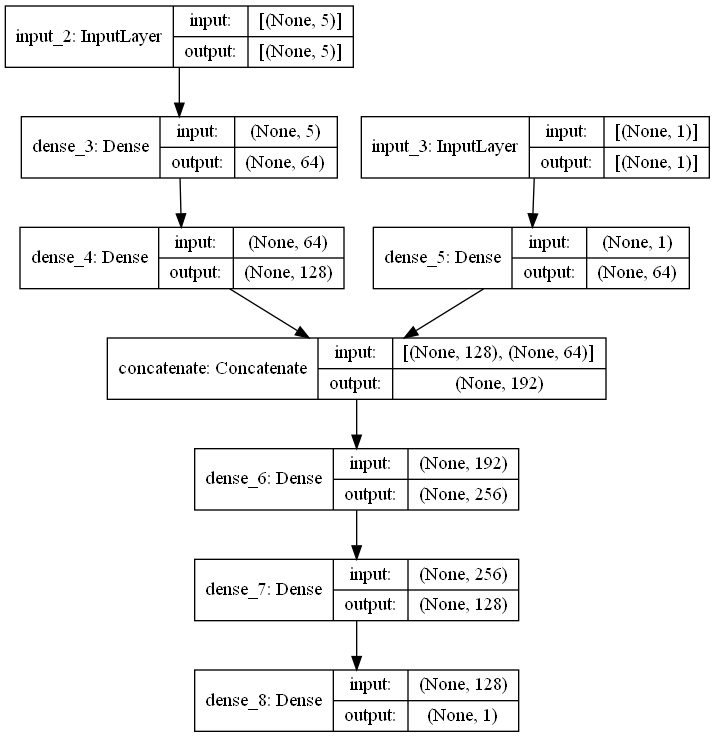 input_2: InputLayer
input:
[(None, 5)]
output:
[(None, 5)]
dense_3: Dense
input:
(None, 5)
output:
(None, 64)
input_3: InputLayer
input:
[(None, 1)]
output:
[(None, 1)]
dense_4: Dense
input:
(None, 64)
output:
(None, 128)
dense_5: Dense
input:
(None, 1)
output:
(None, 64)
concatenate: Concatenate
input:
[(None, 128), (None, 64)]
output:
(None, 192)
dense_6: Dense
input:
(None, 192)
output:
(None, 256)
dense_7: Dense
input:
(None, 256)
output:
(None, 128)
dense_8: Dense
input:
(None, 128)
output:
(None, 1)